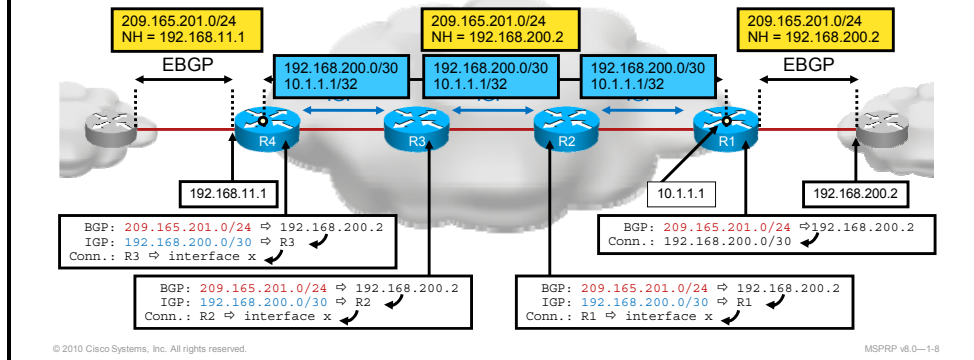 209.165.201.0/24
NH = 192.168.11.1
209.165.201.0/24
NH = 192.168.200.2
209.165.201.0/24
NH = 192.168.200.2
EBGP
192.168.200.0/30
10.1.1.1/32
192.168.200.0/30
10.1.1.1/32
192.168.200.0/30
10.1.1.1/32
EBGP
R4
R3
R2
R1
192.168.11.1
10.1.1.1
192.168.200.2
BGP: 209.165.201.0/24 ⇨ 192.168.200.2
IGP: 192.168.200.0/30 ⇨ R3
Conn.: R3 ⇨ interface x
BGP: 209.165.201.0/24 ⇨192.168.200.2
Conn.: 192.168.200.0/30
BGP: 209.165.201.0/24 ⇨ 192.168.200.2
IGP: 192.168.200.0/30 ⇨ R2
Conn.: R2 ⇨ interface x
BGP: 209.165.201.0/24 ⇨ 192.168.200.2
IGP: 192.168.200.0/30 ⇨ R1
Conn.: R1 ⇨ interface x
© 2010 Cisco Systems, Inc. All rights reserved.
MSPRP v8.0—1-8